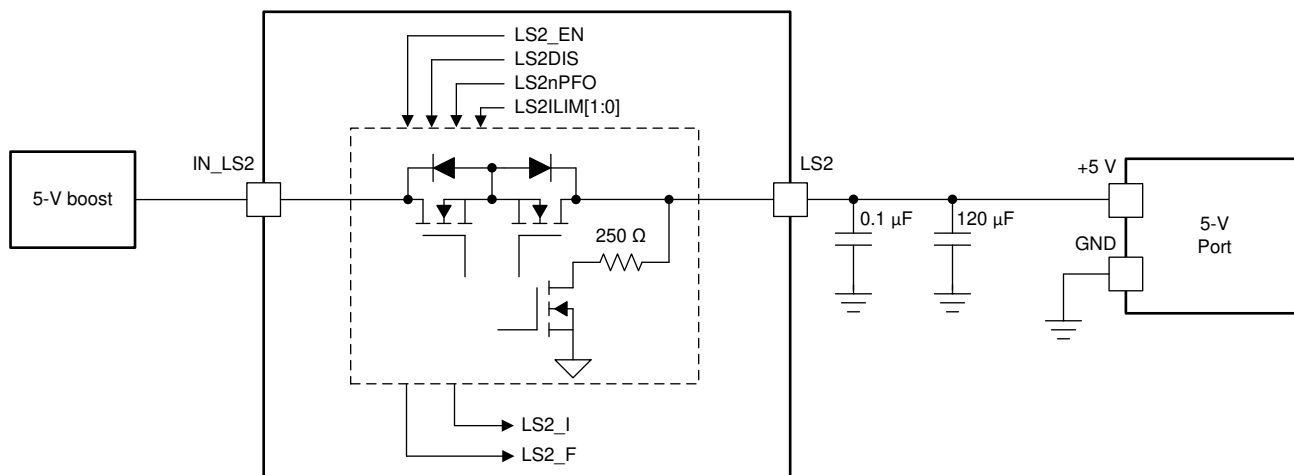 LS2_EN
LS2DIS
LS2nPFO
LS2ILIM[1:0]
5-V boost
IN_LS2
LS2
+5 V
250 Ω
0.1 µF
120 µF
GND
5-V
Port
LS2_I
LS2_F